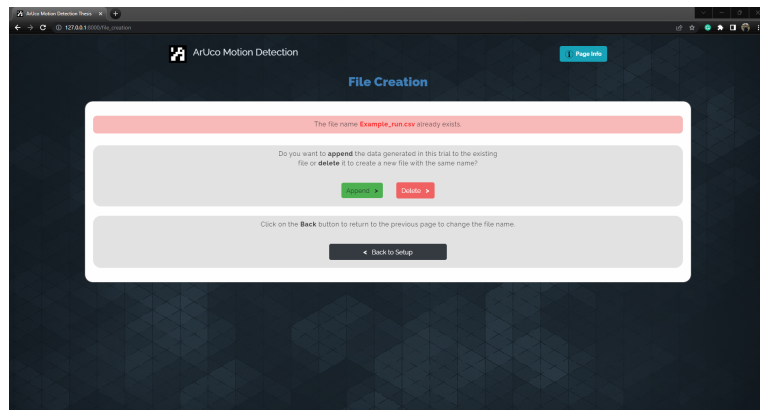 ArUco Motion Detection Thesis
127.0.0.1:8000/file_creation
ArUco Motion Detection
Page Info
File Creation
The file name Example_run.csv already exists.
Do you want to append the data generated in this trial to the existing
file or delete it to create a new file with the same name?
Append >
Delete >
Click on the Back button to return to the previous page to change the file name.
< Back to Setup